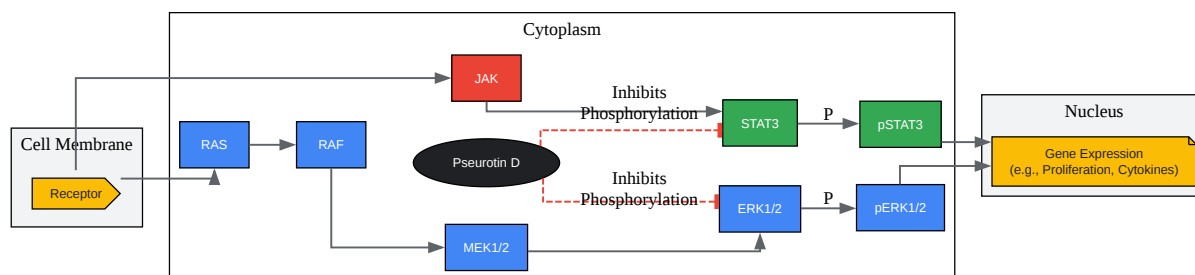 Cytoplasm
JAK
Inhibits
Phosphorylation
P
STAT3
pSTAT3
Nucleus
Gene Expression
(e.g., Proliferation, Cytokines)
Cell Membrane
Receptor
RAS
RAF
Pseurotin D
Inhibits
Phosphorylation
P
ERK1/2
pERK1/2
MEK1/2